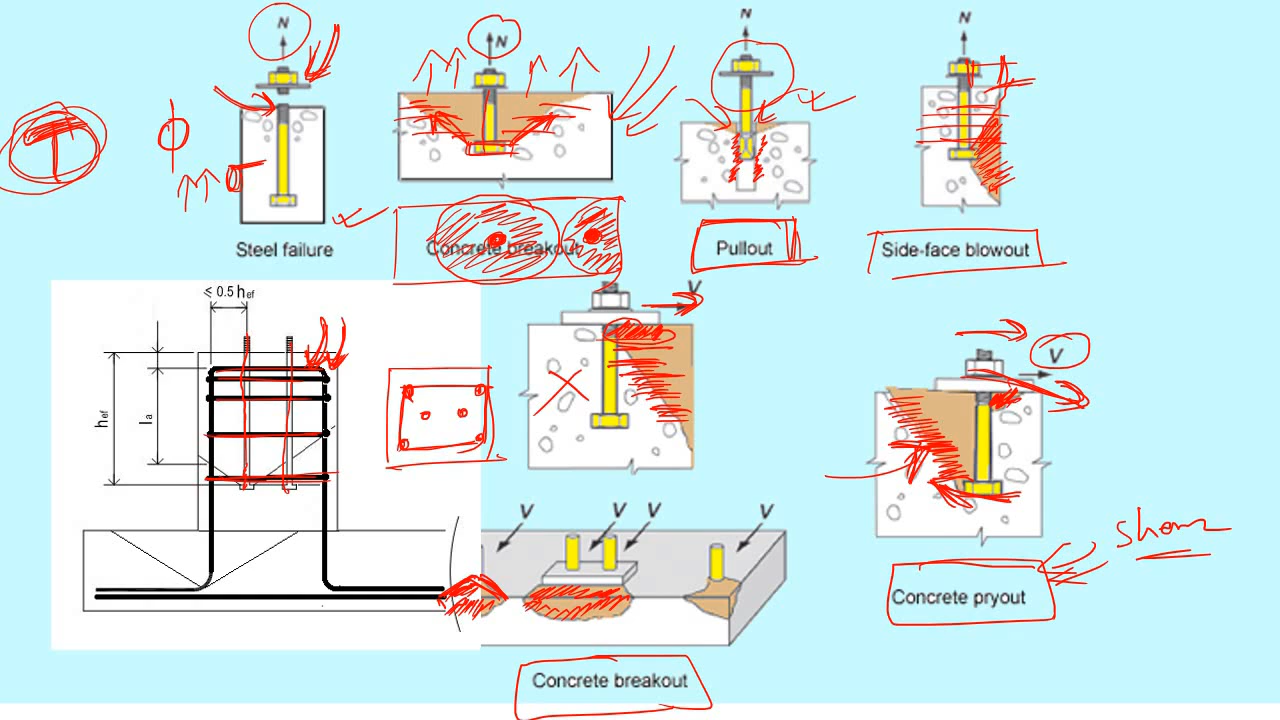 N
N
N
N
T
φ
Steel failure
Concrete breakout
Pullout
Side-face blowout
≤ 0.5 hef
V
hef
la
V
V
V
V
V
Shear
Concrete pryout
Concrete breakout